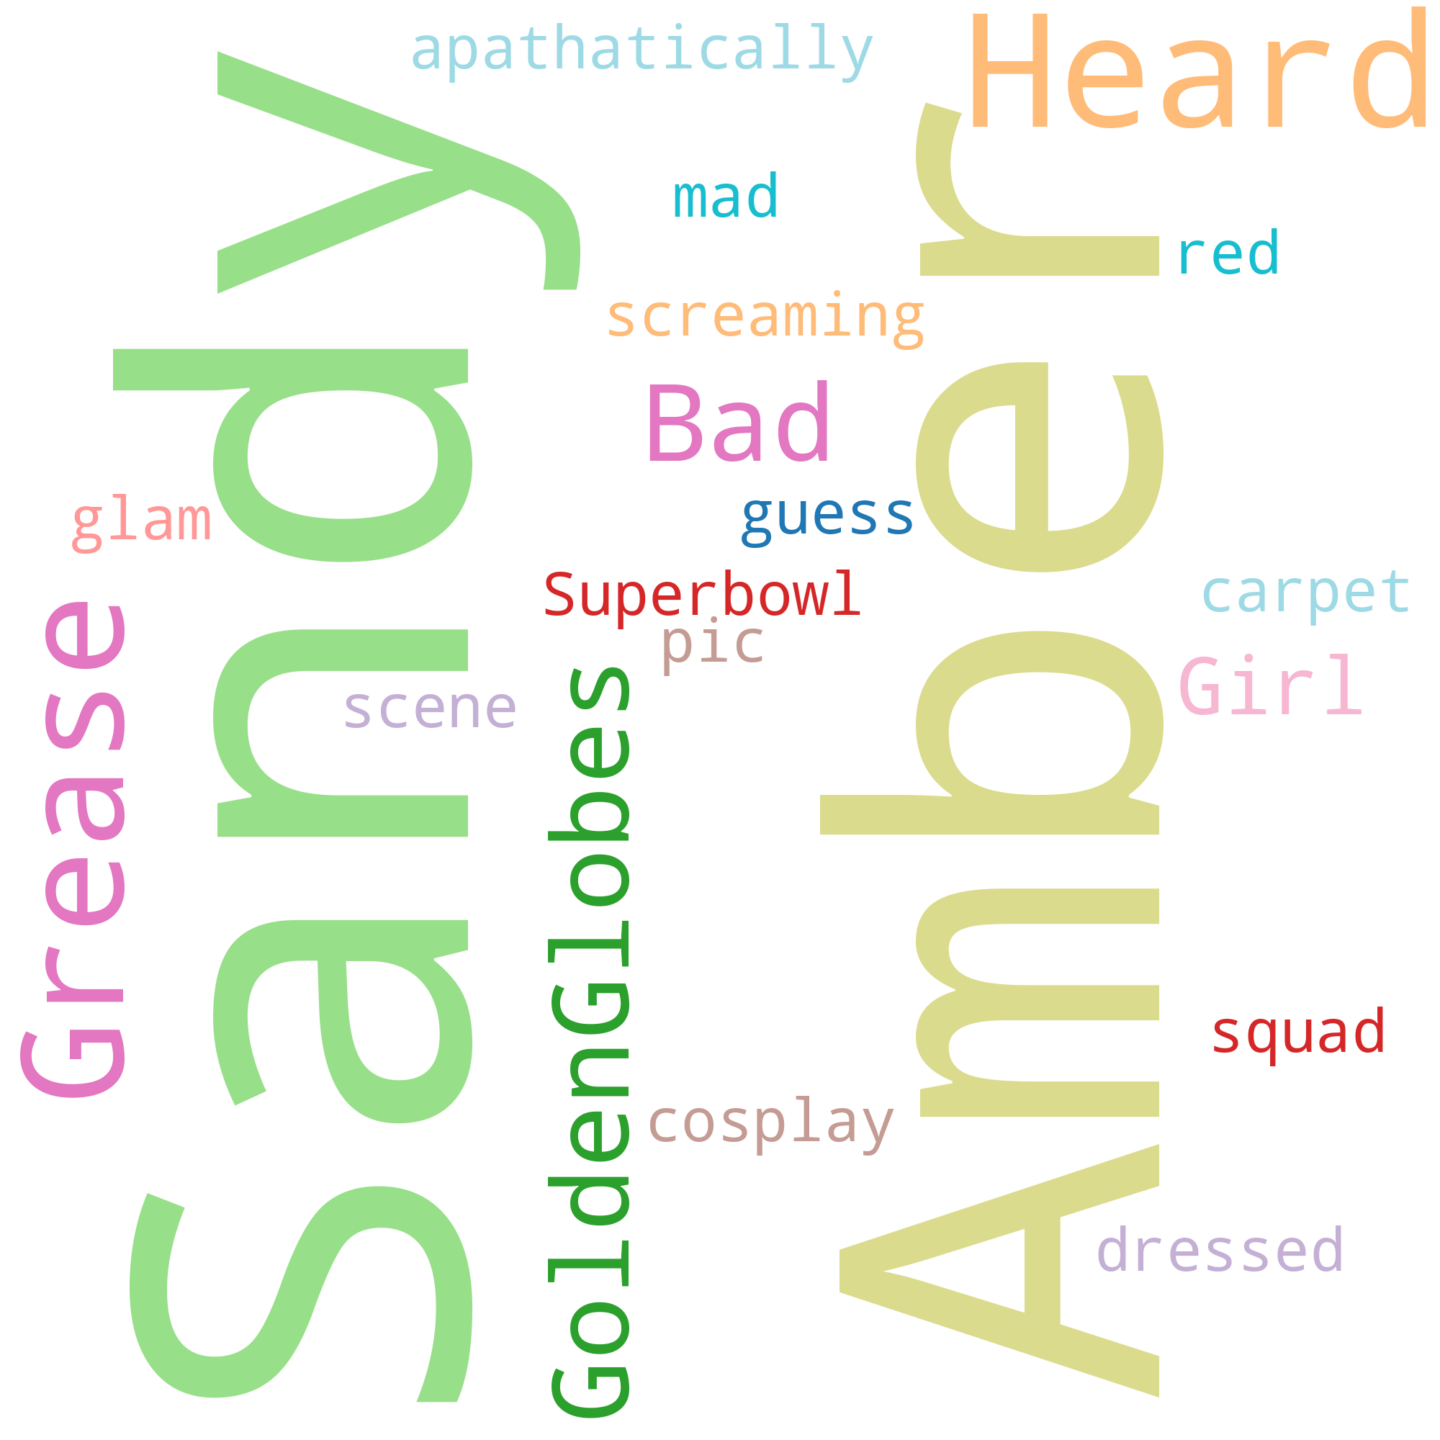 apathatically
Heard
mad
red
screaming
Bad
glam
guess
Superbowl
carpet
pic
Girl
scene
Grease
Sandy
GoldenGlobes
Amber
squad
cosplay
dressed